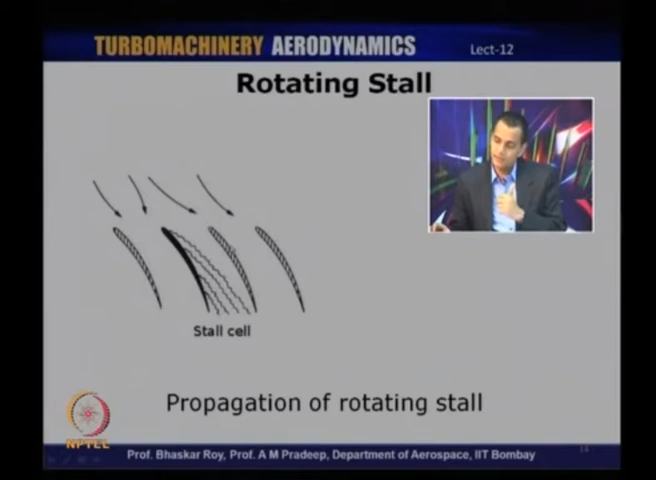 TURBOMACHINERY AERODYNAMICS Lect-12
Rotating Stall
Stall cell
Propagation of rotating stall
NPTEL
Prof. Bhaskar Roy, Prof. A M Pradeep, Department of Aerospace, IIT Bombay